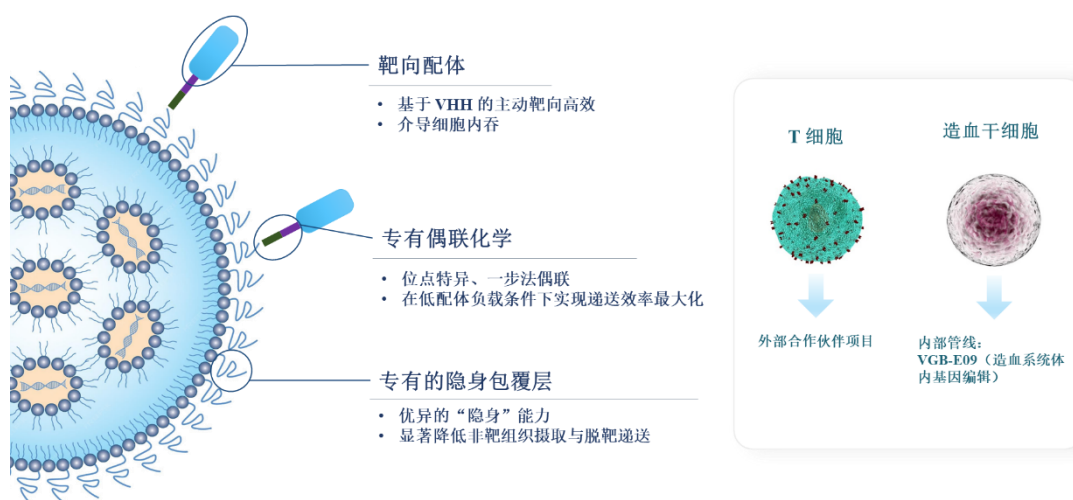 靶向配体
• 基于 VHH 的主动靶向高效
• 介导细胞内吞
专有偶联化学
• 位点特异、一步法偶联
• 在低配体负载条件下实现递送效率最大化
专有的隐身包覆层
• 优异的“隐身”能力
• 显著降低非靶组织摄取与脱靶递送
T 细胞
造血干细胞
外部合作伙伴项目
内部管线：
VGB-E09（造血系统体
内基因编辑）